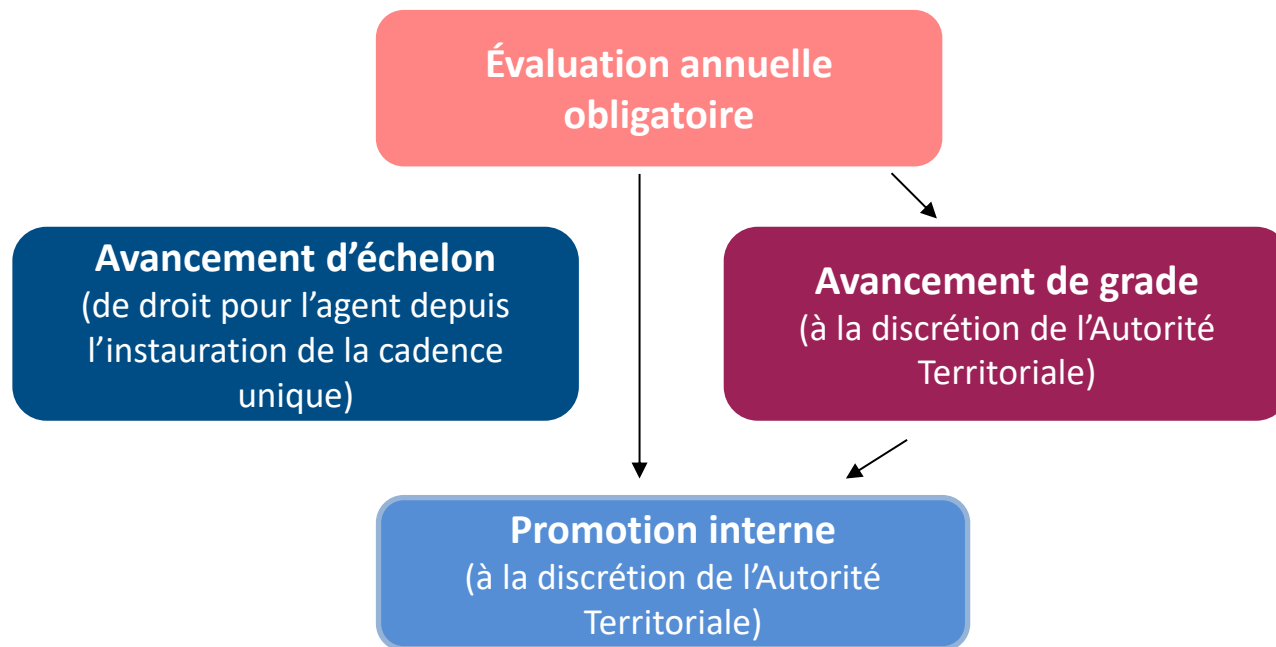 Évaluation annuelle
obligatoire
Avancement d’échelon
(de droit pour l’agent depuis
l’instauration de la cadence
unique)
Avancement de grade
(à la discrétion de l’Autorité
Territoriale)
Promotion interne
(à la discrétion de l’Autorité
Territoriale)